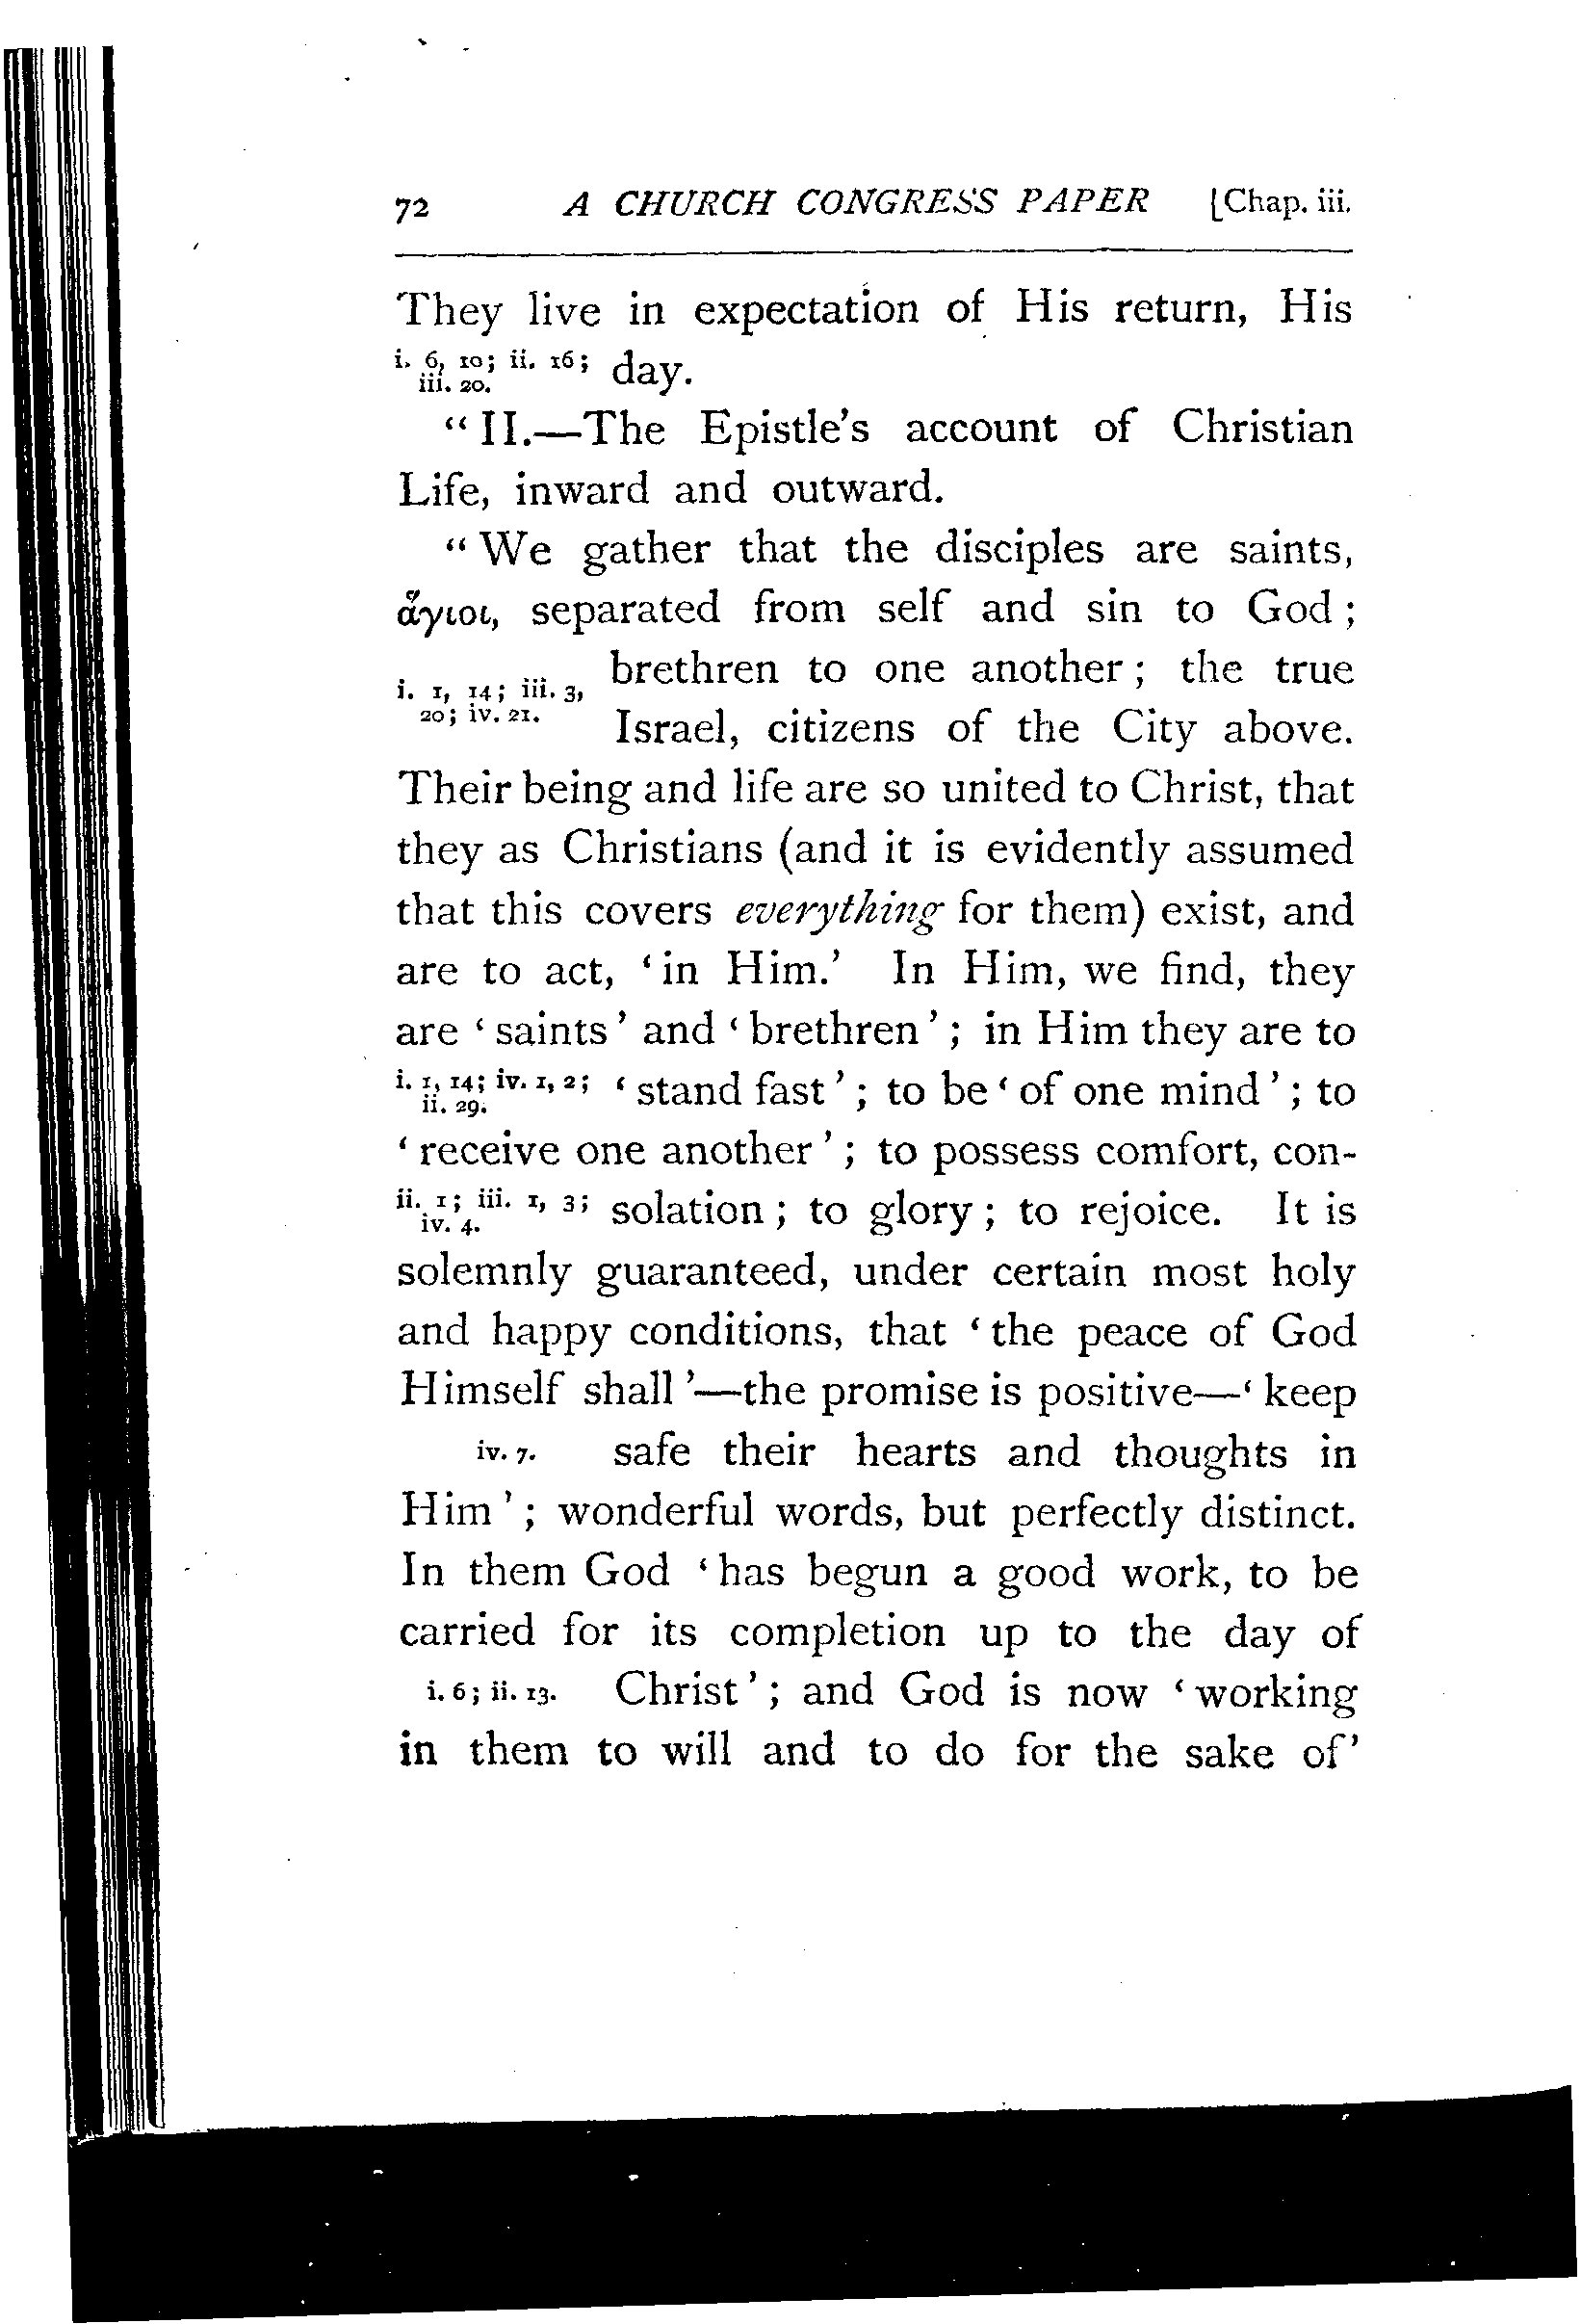 72 A CHURCH CONGRESS PAPER [Chap. iii.
They live in expectation of His return, His
i. 6, 10; ii. 16; iii. 20. day.
“ II.—The Epistle’s account of Christian
Life, inward and outward.
“ We gather that the disciples are saints,
ἅγιοι, separated from self and sin to God ;
brethren to one another ; the true
i. 1, 14; iii. 3,
20; iv. 21. Israel, citizens of the City above.
Their being and life are so united to Christ, that
they as Christians (and it is evidently assumed
that this covers everything for them) exist, and
are to act, ‘ in Him.’ In Him, we find, they
are ‘ saints ’ and ‘ brethren ’ ; in Him they are to
i. 1, 14; iv. 1, 2; ii. 29. ‘ stand fast ’ ; to be ‘ of one mind ’ ; to
‘ receive one another ’ ; to possess comfort, con-
ii. 1; iii. 1, 3; iv. 4. solation ; to glory ; to rejoice. It is
solemnly guaranteed, under certain most holy
and happy conditions, that ‘ the peace of God
Himself shall ’—the promise is positive—‘ keep
iv. 7. safe their hearts and thoughts in
Him ’ ; wonderful words, but perfectly distinct.
In them God ‘ has begun a good work, to be
carried for its completion up to the day of
i. 6; ii. 13. Christ ’ ; and God is now ‘ working
in them to will and to do for the sake of ’